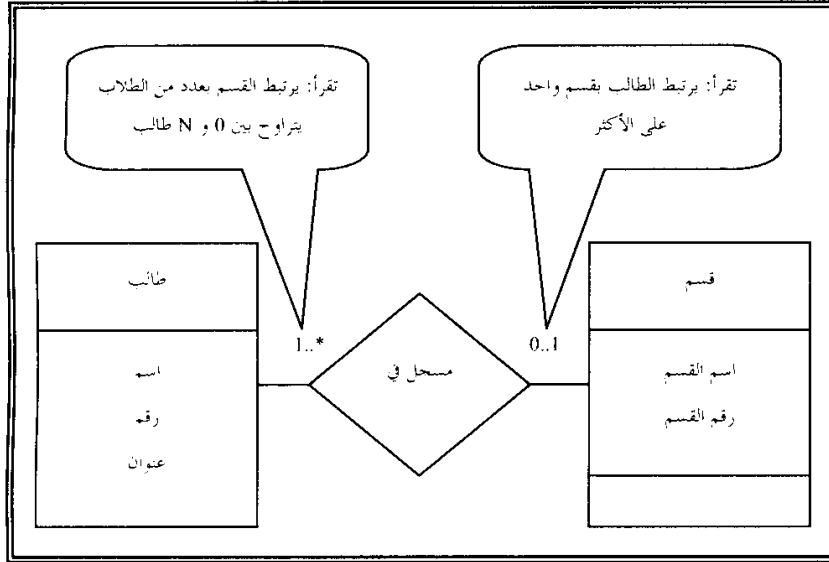 تقرأ: يرتبط الطالب بقسم واحد
على الأكثر
تقرأ: يرتبط القسم بعدد من الطلاب
يتراوح بين 0 و N طالب
قسم
اسم القسم
رقم القسم
0..1
مسجل في
1..*
طالب
اسم
رقم
عنوان